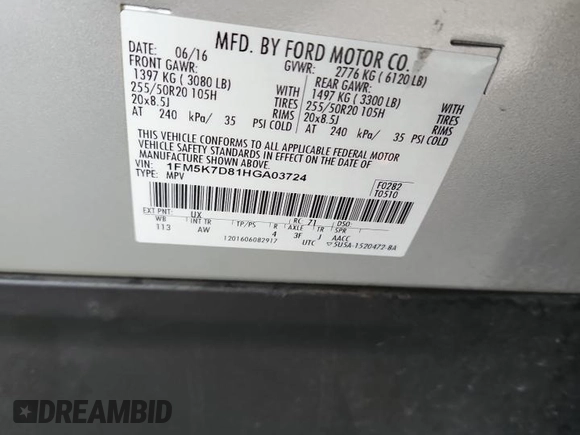 MFD. BY FORD MOTOR CO.
DATE: 06/16 GVWR: 2776 KG ( 6120 LB)
FRONT GAWR: REAR GAWR:
1397 KG ( 3080 LB) 1497 KG ( 3300 LB)
255/50R20 105H WITH TIRES 255/50R20 105H WITH TIRES
20x8.5J RIMS 20x8.5J RIMS
AT 240 kPa/ 35 PSI COLD AT 240 kPa/ 35 PSI COLD
THIS VEHICLE CONFORMS TO ALL APPLICABLE FEDERAL MOTOR
VEHICLE SAFETY STANDARDS IN EFFECT ON THE DATE OF
MANUFACTURE SHOWN ABOVE.
VIN: 1FM5K7D81HGA03724
TYPE: MPV
F0282
T0510
EXT PNT: UX RC: 71 DSO:
WB INT TR TP/PS R AXLE TR SPR
113 AW 4 3F J AACC
1201606082917 UTC 5U5A-1520472-BA
DREAMBID